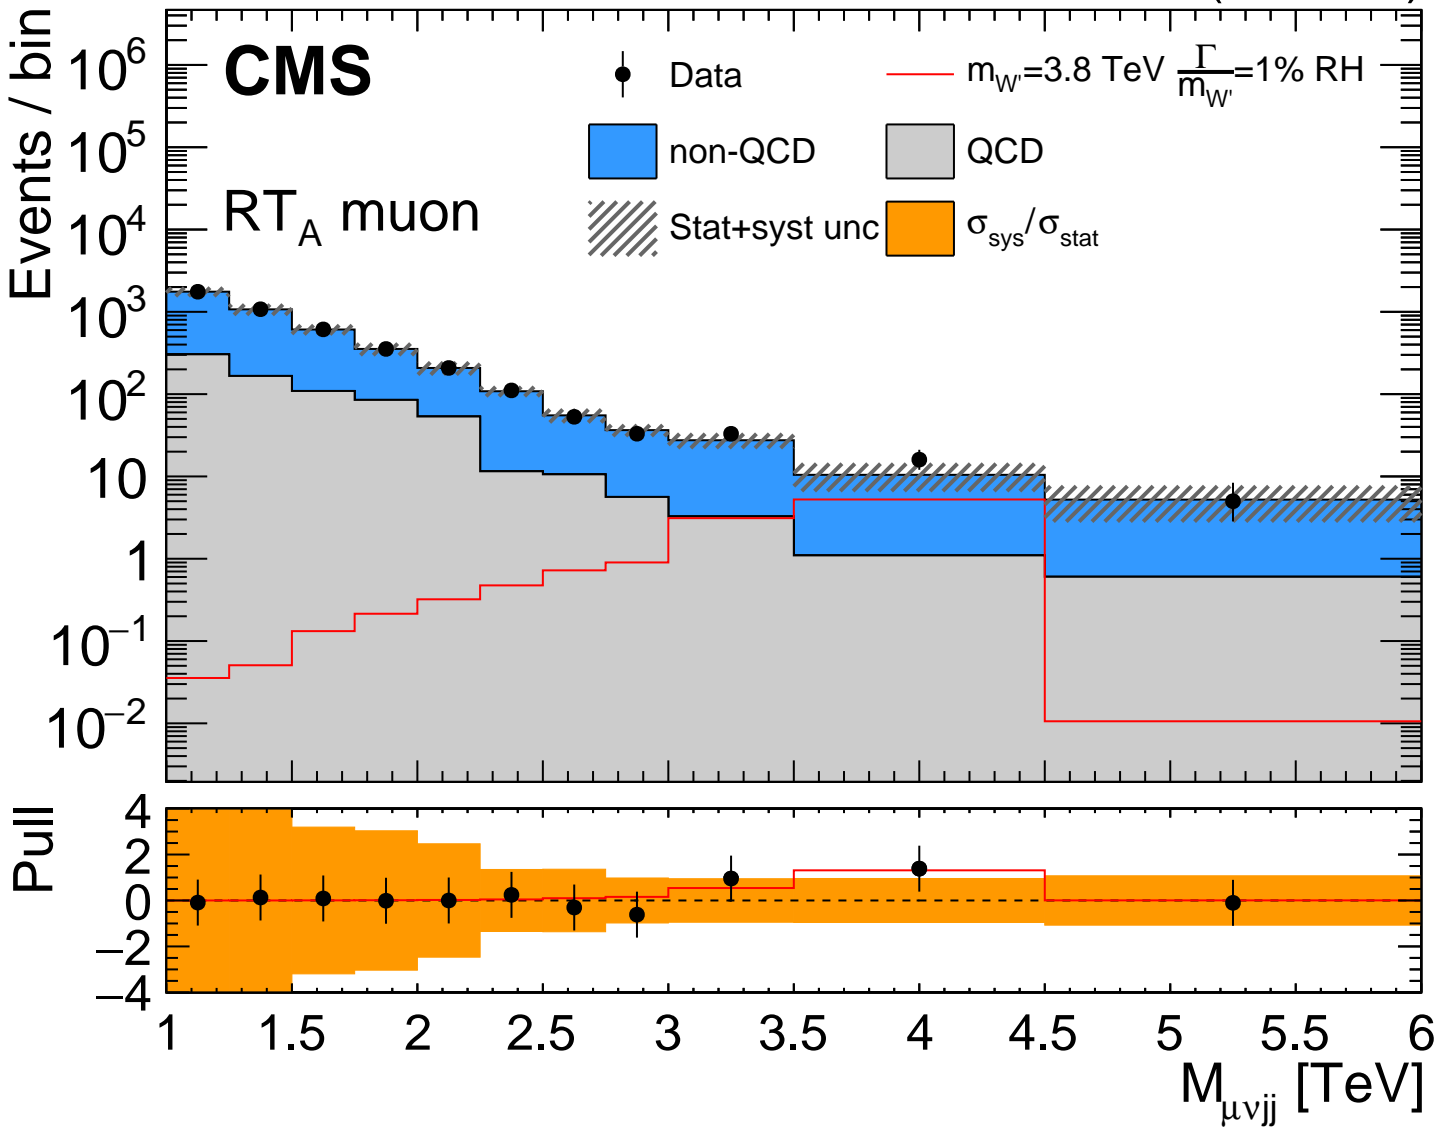 CMS
Data
m_W'=3.8 TeV Γ/m_W'=1% RH
non-QCD
QCD
RT_A muon
Stat+syst unc
σ_sys/σ_stat
Events / bin
10^6
10^5
10^4
10^3
10^2
10
1
10^−1
10^−2
Pull
4
2
0
−2
−4
1 1.5 2 2.5 3 3.5 4 4.5 5 5.5 6
M_μνjj [TeV]